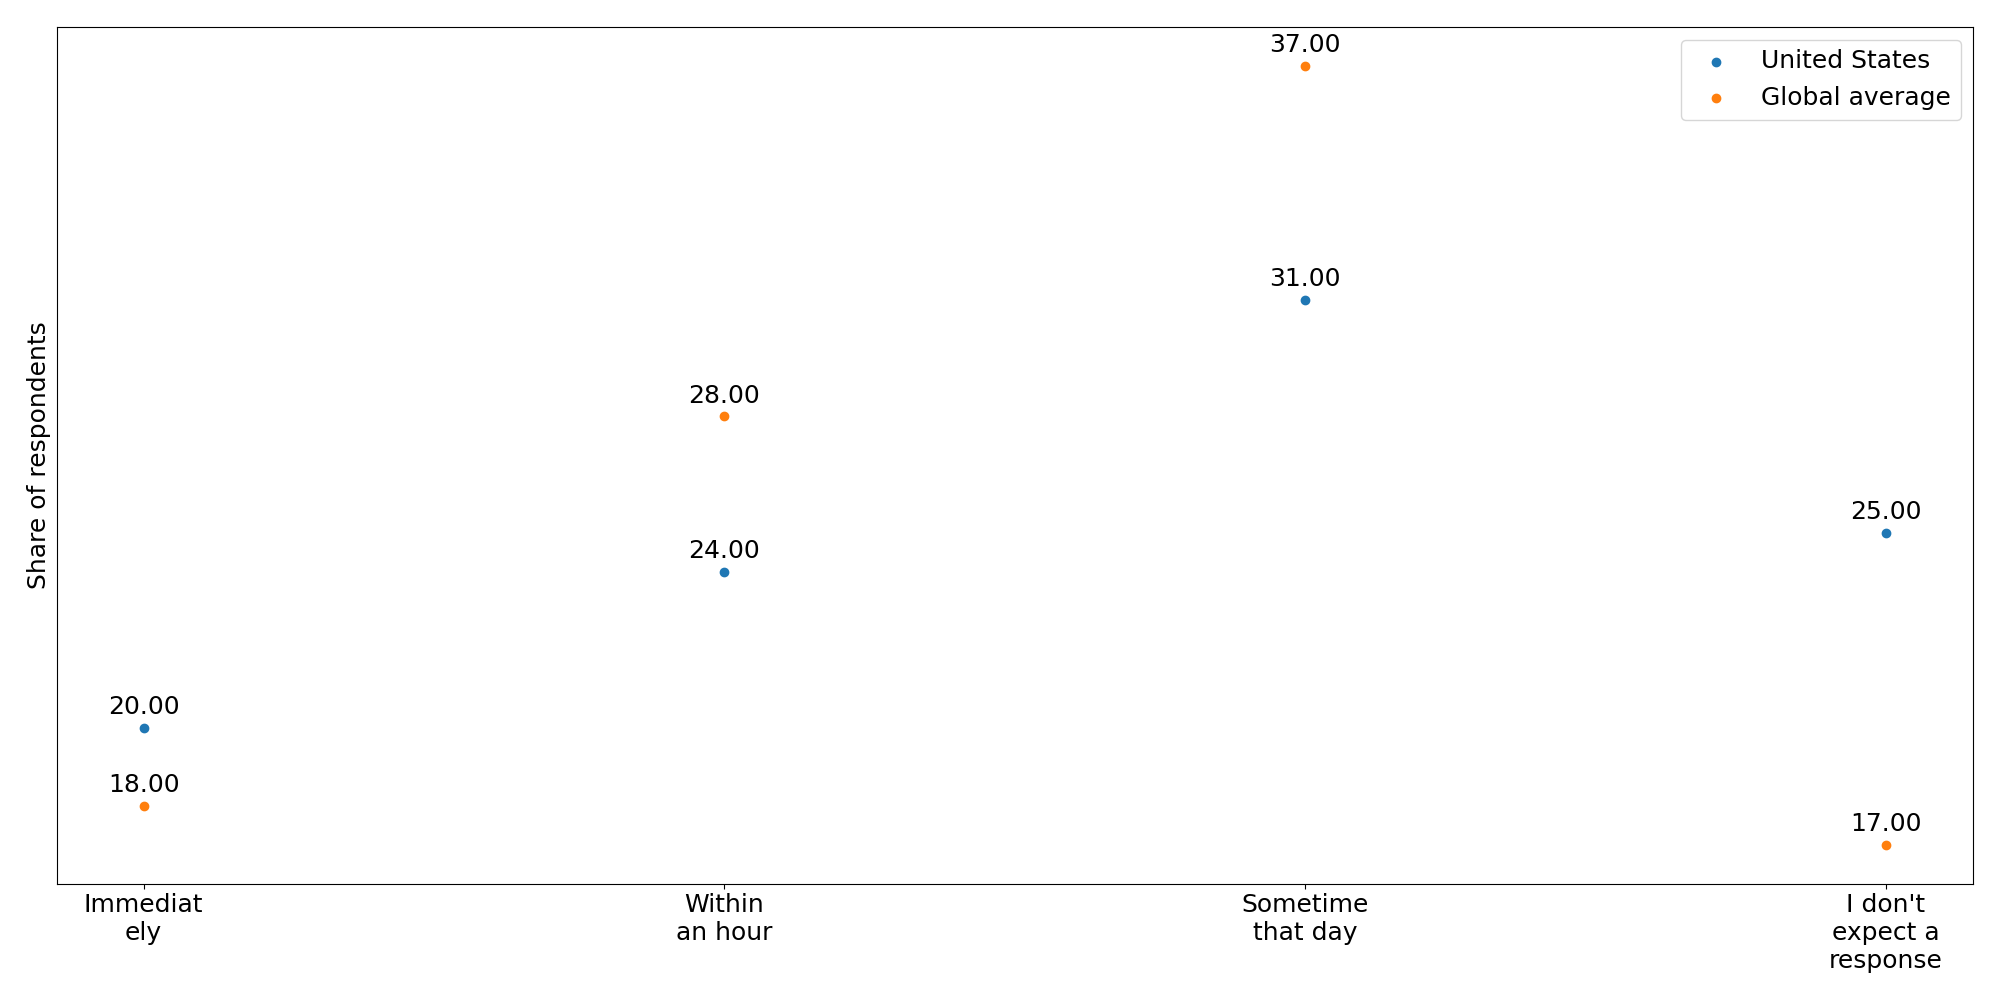 37.00
United States
Global average
31.00
28.00
25.00
24.00
20.00
18.00
17.00
Share of respondents
Immediat
ely
Within
an hour
Sometime
that day
I don't
expect a
response